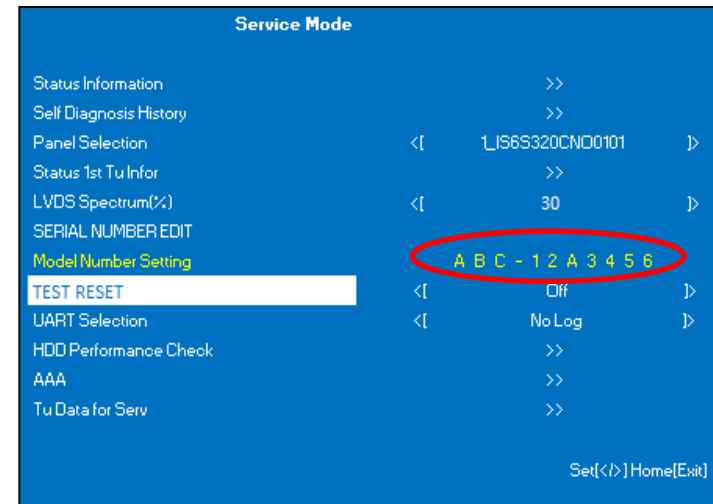 Service Mode
Status Information >>
Self Diagnosis History >>
Panel Selection <[ 1_IS6S320CNO0101 ]>
Status 1st Tu Infor >>
LVDS Spectrum(%) <[ 30 ]>
SERIAL NUMBER EDIT
Model Number Setting A B C - 1 2 A 3 4 5 6
TEST RESET <[ Off ]>
UART Selection <[ No Log ]>
HDD Performance Check >>
AAA >>
Tu Data for Serv >>
Set[</>] Home[Exit]